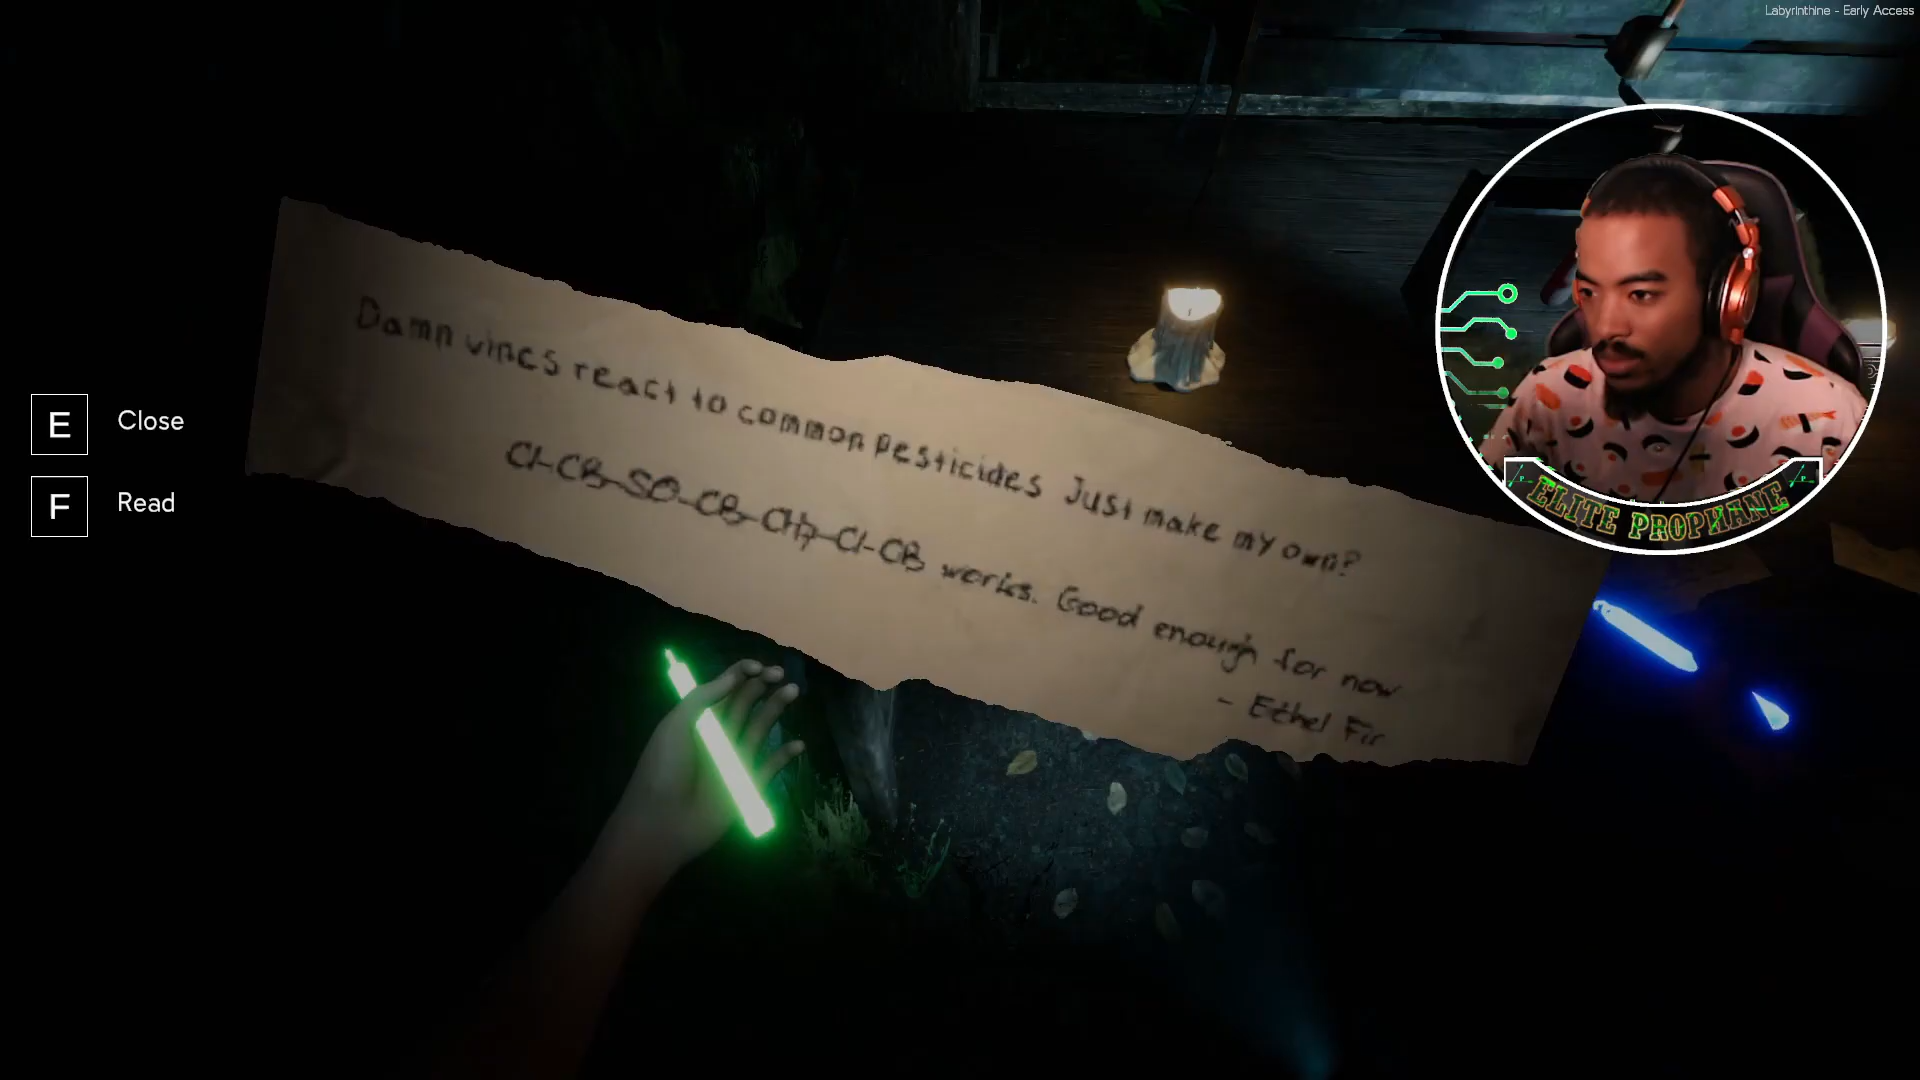 Labyrinthine - Early Access
Damn vines react to common pesticides Just make my own?
Cl-CB-SO-CB-CH7-Cl-CB works. Good enough for now
- Ethel Fir
E Close
F Read
ELITE PROPHANE